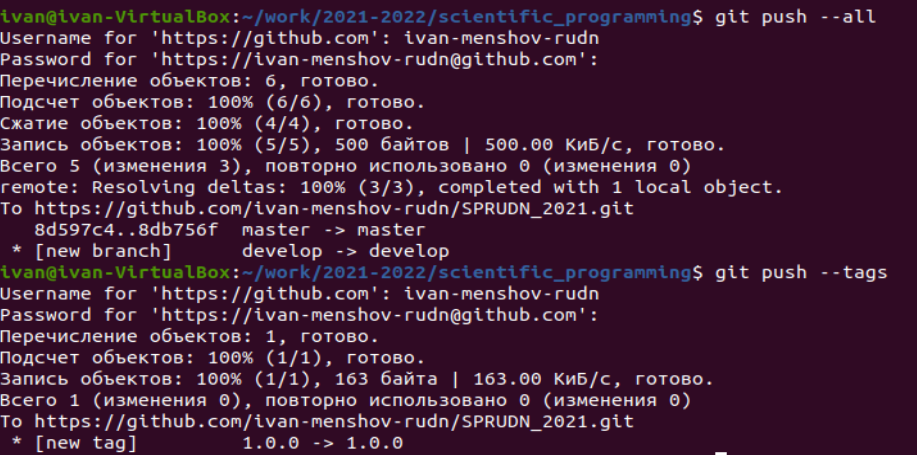 ivan@ivan-VirtualBox:~/work/2021-2022/scientific_programming$ git push --all
Username for 'https://github.com': ivan-menshov-rudn
Password for 'https://ivan-menshov-rudn@github.com':
Перечисление объектов: 6, готово.
Подсчет объектов: 100% (6/6), готово.
Сжатие объектов: 100% (4/4), готово.
Запись объектов: 100% (5/5), 500 байтов | 500.00 КиБ/с, готово.
Всего 5 (изменения 3), повторно использовано 0 (изменения 0)
remote: Resolving deltas: 100% (3/3), completed with 1 local object.
To https://github.com/ivan-menshov-rudn/SPRUDN_2021.git
   8d597c4..8db756f  master -> master
 * [new branch]      develop -> develop
ivan@ivan-VirtualBox:~/work/2021-2022/scientific_programming$ git push --tags
Username for 'https://github.com': ivan-menshov-rudn
Password for 'https://ivan-menshov-rudn@github.com':
Перечисление объектов: 1, готово.
Подсчет объектов: 100% (1/1), готово.
Запись объектов: 100% (1/1), 163 байта | 163.00 КиБ/с, готово.
Всего 1 (изменения 0), повторно использовано 0 (изменения 0)
To https://github.com/ivan-menshov-rudn/SPRUDN_2021.git
 * [new tag]         1.0.0 -> 1.0.0